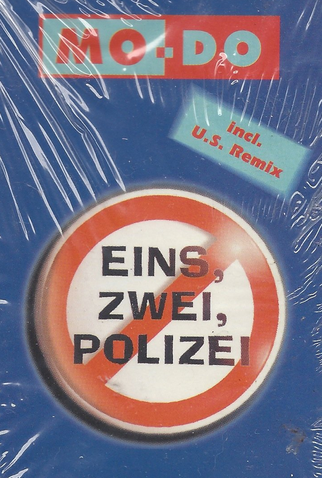 MO-DO
incl.
U.S. Remix
EINS,
ZWEI,
POLIZEI